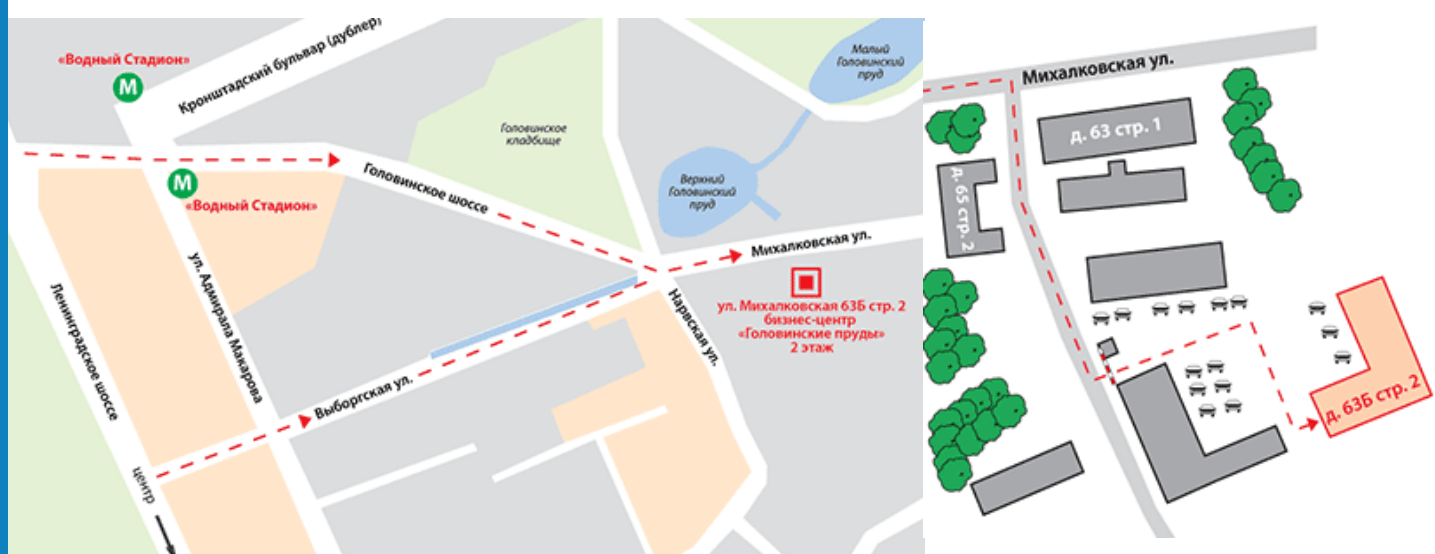 «Водный Стадион»
М
Кронштадский бульвар (дублер)
Малый
Головинский
пруд
Головинское
кладбище
М
«Водный Стадион»
Головинское шоссе
Верхний
Головинский
пруд
Михалковская ул.
ул. Михалковская 63Б стр. 2
бизнес-центр
«Головинские пруды»
2 этаж
Ленинградское шоссе
ул. Адмирала Макарова
Нарвская ул.
Выборгская ул.
центр
Михалковская ул.
д. 63 стр. 1
д. 65 стр. 2
д. 63Б стр. 2